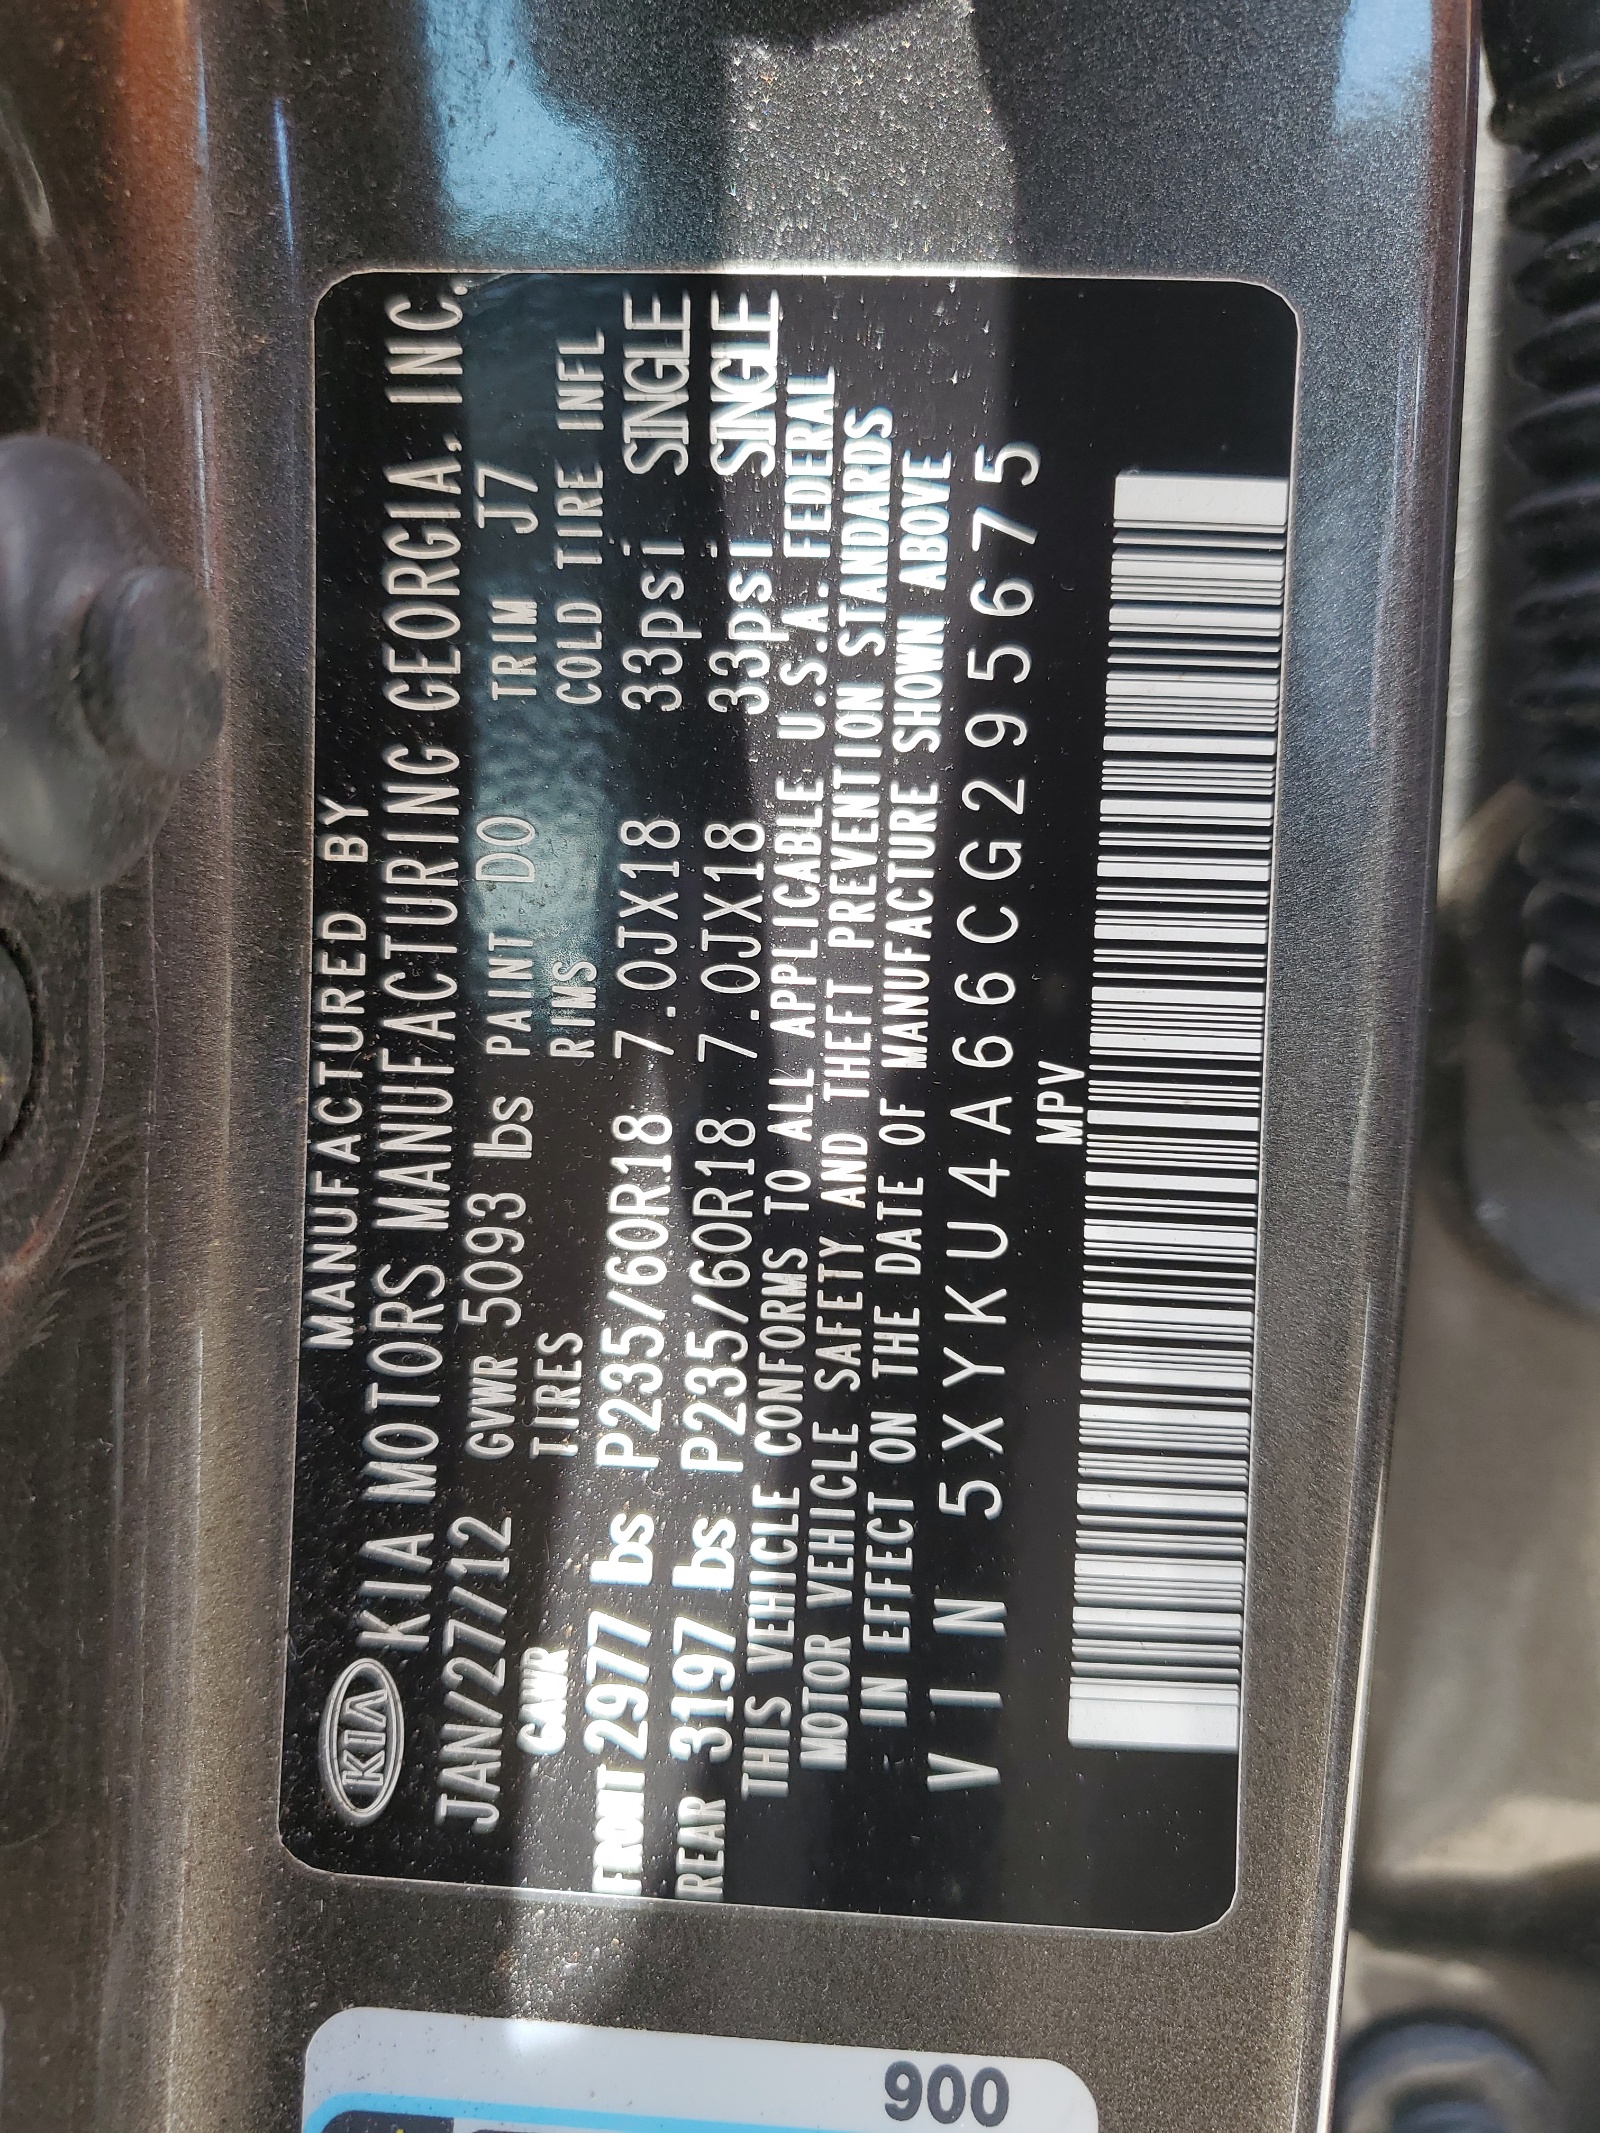 MANUFACTURED BY
KIA KIA MOTORS MANUFACTURING GEORGIA, INC.
JAN/27/12 GVWR 5093 lbs PAINT D0 TRIM J7
GAWR TIRES RIMS COLD TIRE INFL
FRONT 2977 lbs P235/60R18 7.0JX18 33psi SINGLE
REAR 3197 lbs P235/60R18 7.0JX18 33psi SINGLE
THIS VEHICLE CONFORMS TO ALL APPLICABLE U.S.A. FEDERAL
MOTOR VEHICLE SAFETY AND THEFT PREVENTION STANDARDS
IN EFFECT ON THE DATE OF MANUFACTURE SHOWN ABOVE
VIN 5XYKU4A66CG295675
MPV
006